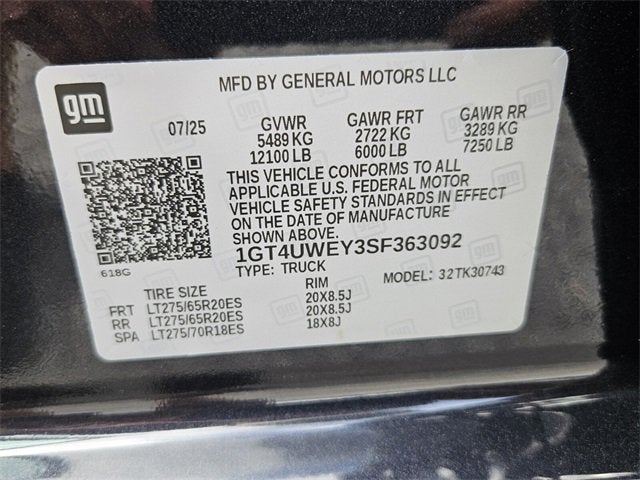 MFD BY GENERAL MOTORS LLC
gm
07/25
GVWR GAWR FRT GAWR RR
5489 KG 2722 KG 3289 KG
12100 LB 6000 LB 7250 LB
THIS VEHICLE CONFORMS TO ALL
APPLICABLE U.S. FEDERAL MOTOR
VEHICLE SAFETY STANDARDS IN EFFECT
ON THE DATE OF MANUFACTURE
1GT4UWEY3SF363092
618G
TYPE: TRUCK MODEL: 32TK30743
TIRE SIZE RIM
FRT LT275/65R20ES 20X8.5J
RR LT275/65R20ES 20X8.5J
SPA LT275/70R18ES 18X8J